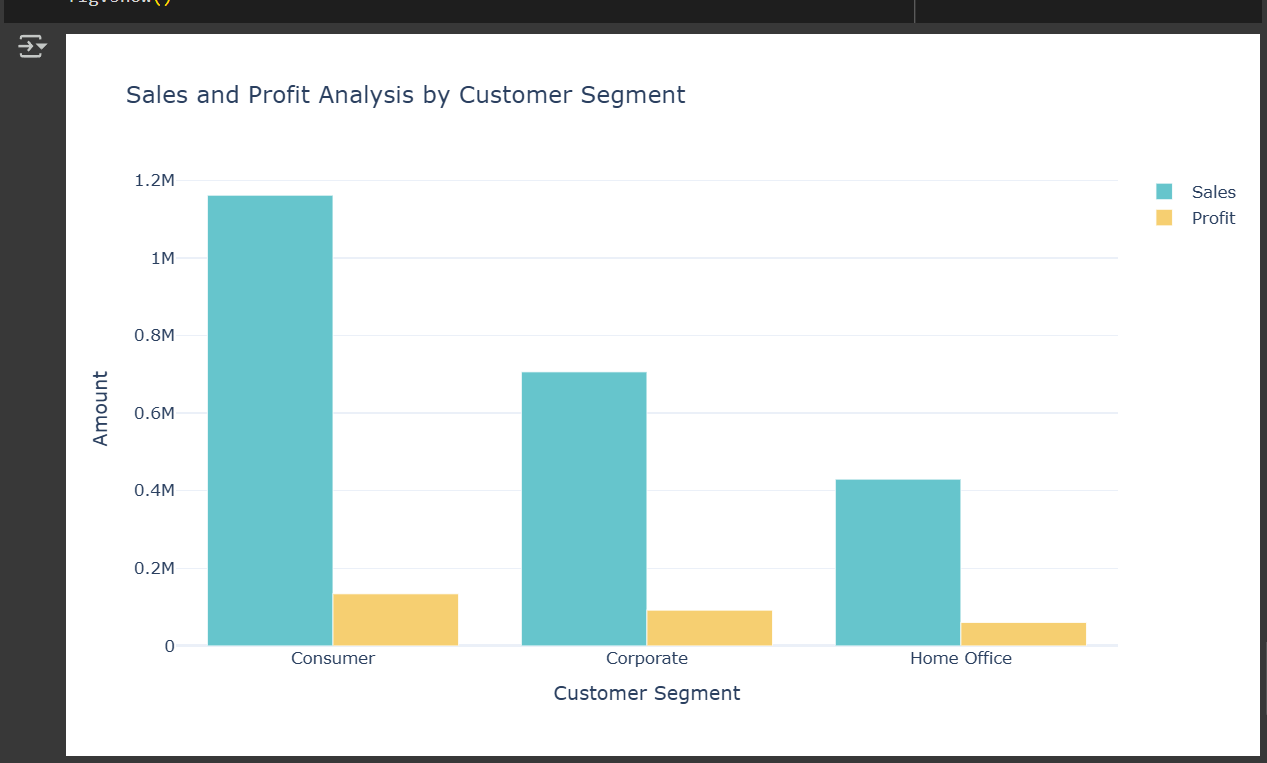 Sales and Profit Analysis by Customer Segment
1.2M
1M
0.8M
0.6M
0.4M
0.2M
0
Amount
Consumer
Corporate
Home Office
Customer Segment
Sales
Profit